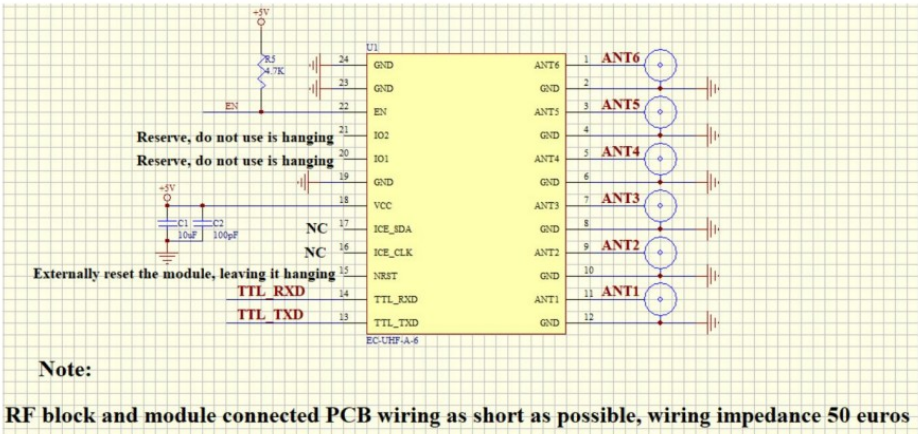 +5V
R5
4.7K
U1
24 GND ANT6 1 ANT6
23 GND GND 2
EN 22 EN ANT5 3 ANT5
Reserve, do not use is hanging 21 IO2 GND 4
Reserve, do not use is hanging 20 IO1 ANT4 5 ANT4
19 GND GND 6
+5V
18 VCC ANT3 7 ANT3
C1 C2 NC 17 ICE_SDA GND 8
10uF 100pF
NC 16 ICE_CLK ANT2 9 ANT2
Externally reset the module, leaving it hanging 15 NRST GND 10
TTL_RXD 14 TTL_RXD ANT1 11 ANT1
TTL_TXD 13 TTL_TXD GND 12
EC-UHF-A-6
Note:
RF block and module connected PCB wiring as short as possible, wiring impedance 50 euros